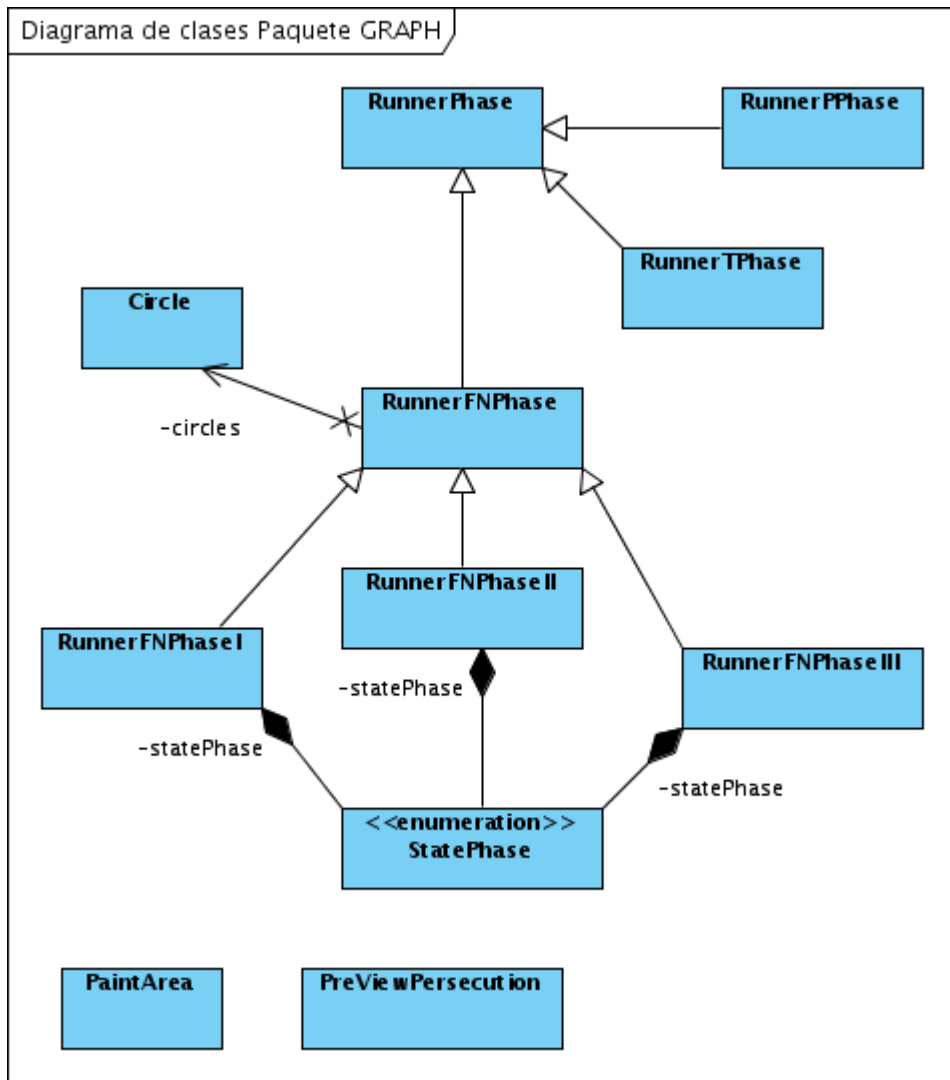 Diagrama de clases Paquete GRAPH
RunnerPhase
RunnerPPhase
RunnerTPhase
Circle
RunnerFNPhase
-circles
RunnerFNPhaseII
RunnerFNPhaseI
RunnerFNPhaseIII
-statePhase
-statePhase
-statePhase
<<enumeration>>
StatePhase
PaintArea
PreViewPersecution